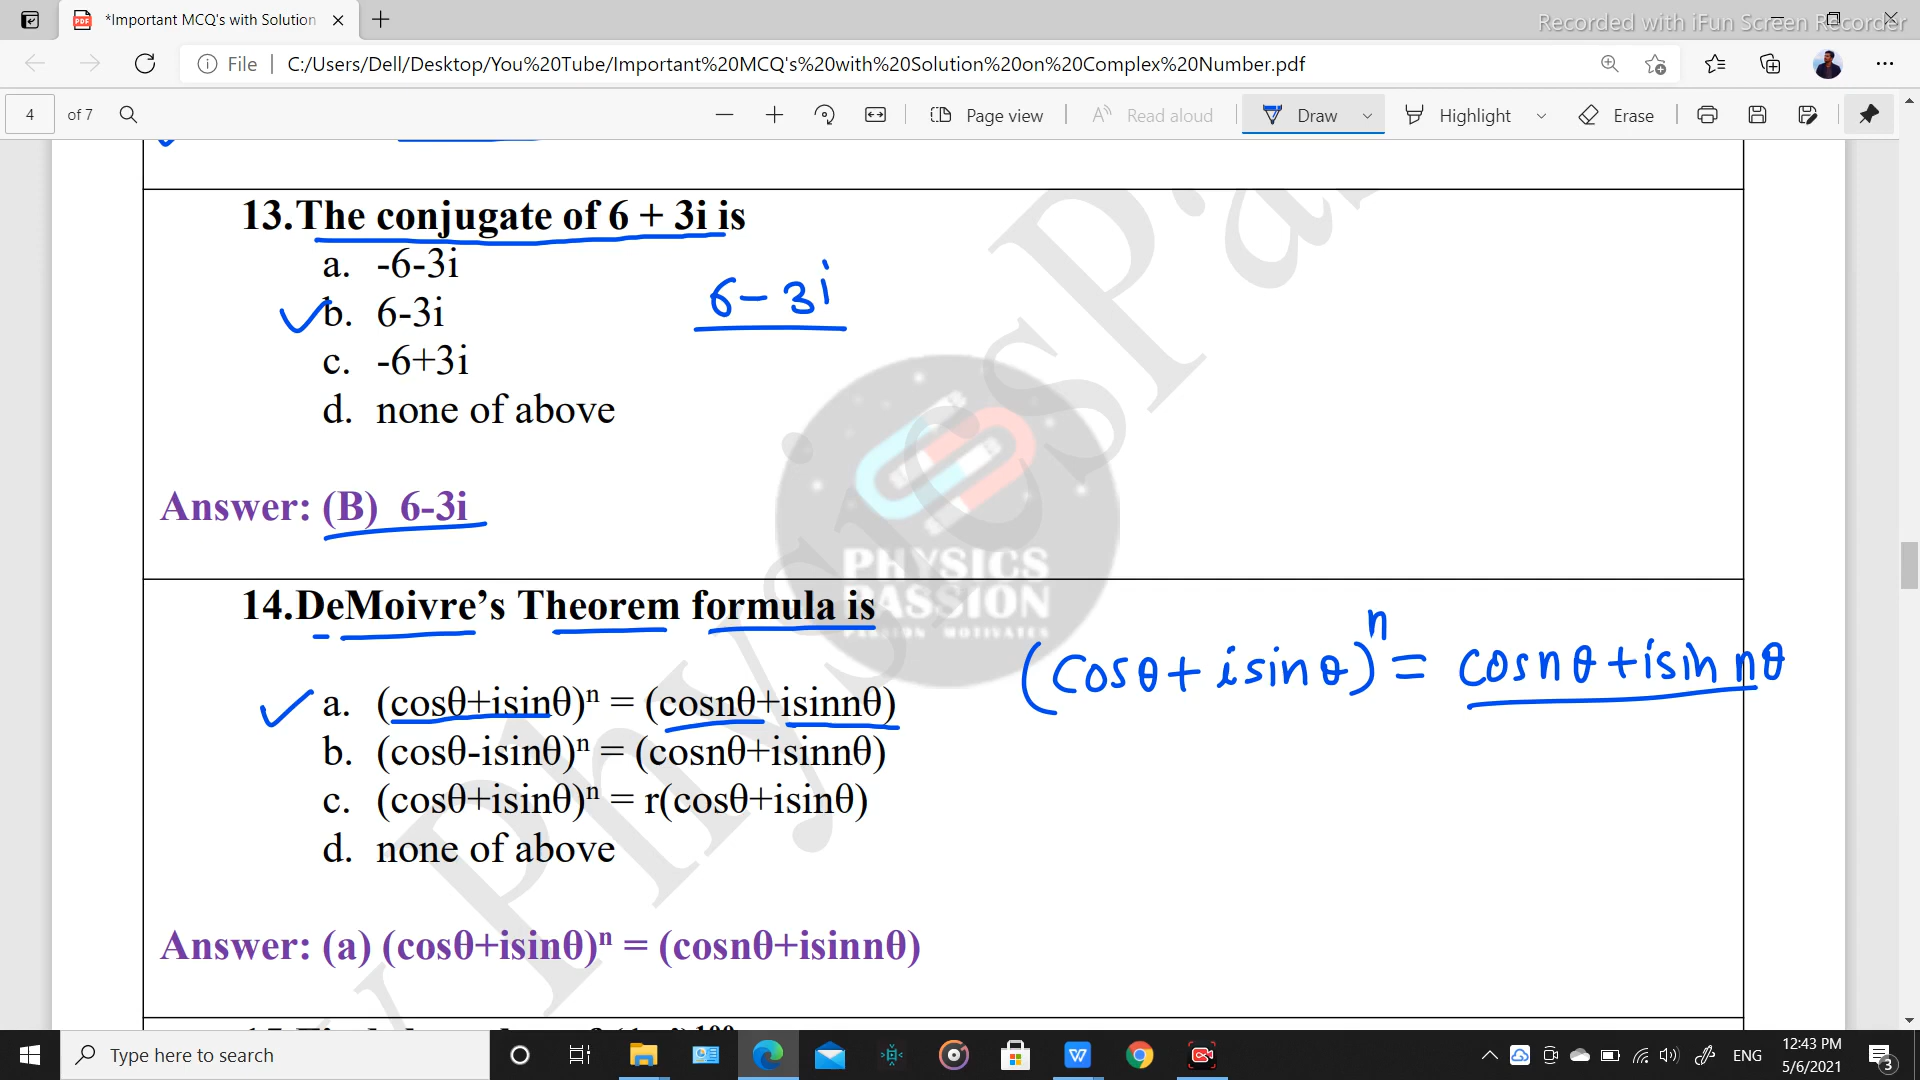 *Important MCQ's with Solution
Recorded with iFun Screen Recorder
File C:/Users/Dell/Desktop/You%20Tube/Important%20MCQ's%20with%20Solution%20on%20Complex%20Number.pdf
4 of 7 Page view Read aloud Draw Highlight Erase
13.The conjugate of 6 + 3i is
a. -6-3i
b. 6-3i
6-3i
c. -6+3i
d. none of above
Answer: (B) 6-3i
PHYSICS
PASSION
PASSION MOTIVATES
14.DeMoivre’s Theorem formula is
(cosθ+isinθ)ⁿ = cosnθ+isin nθ
a. (cosθ+isinθ)ⁿ = (cosnθ+isinnθ)
b. (cosθ-isinθ)ⁿ = (cosnθ+isinnθ)
c. (cosθ+isinθ)ⁿ = r(cosθ+isinθ)
d. none of above
Answer: (a) (cosθ+isinθ)ⁿ = (cosnθ+isinnθ)
Type here to search
ENG
12:43 PM
5/6/2021
3